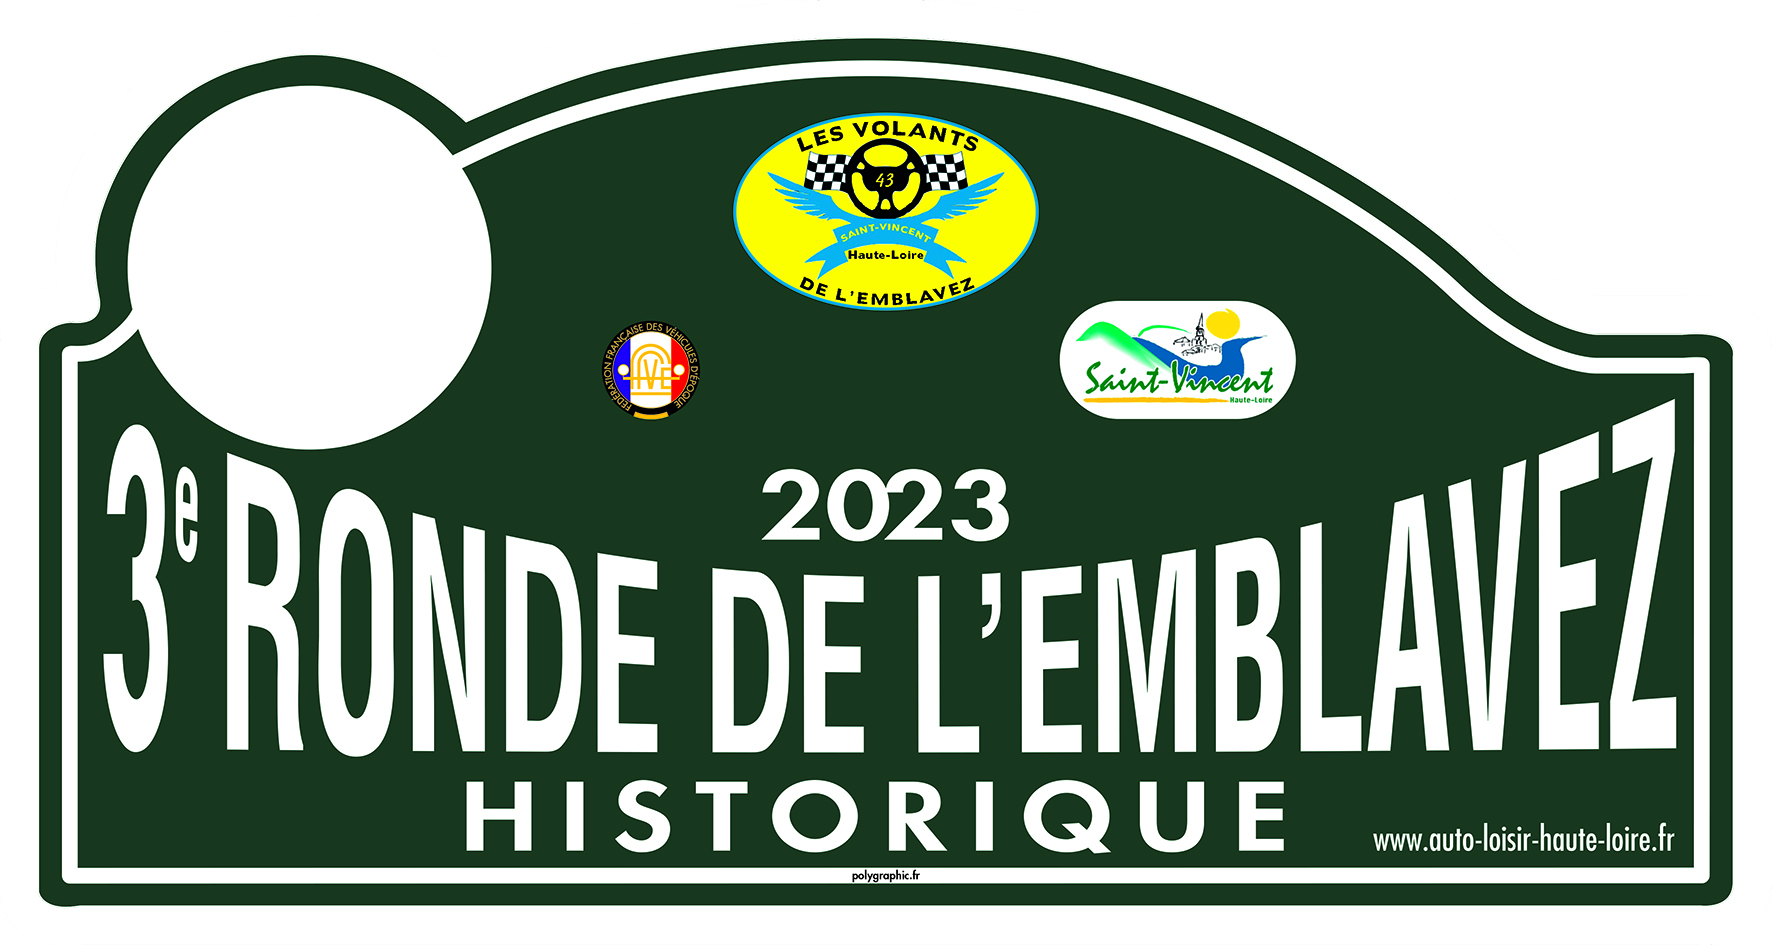 LES VOLANTS
43
SAINT-VINCENT
Haute-Loire
DE L'EMBLAVEZ
FÉDÉRATION FRANÇAISE DES VÉHICULES D'ÉPOQUE
FFVE
Saint-Vincent
Haute-Loire
2023
3e RONDE DE L'EMBLAVEZ
HISTORIQUE
www.auto-loisir-haute-loire.fr
polygraphic.fr